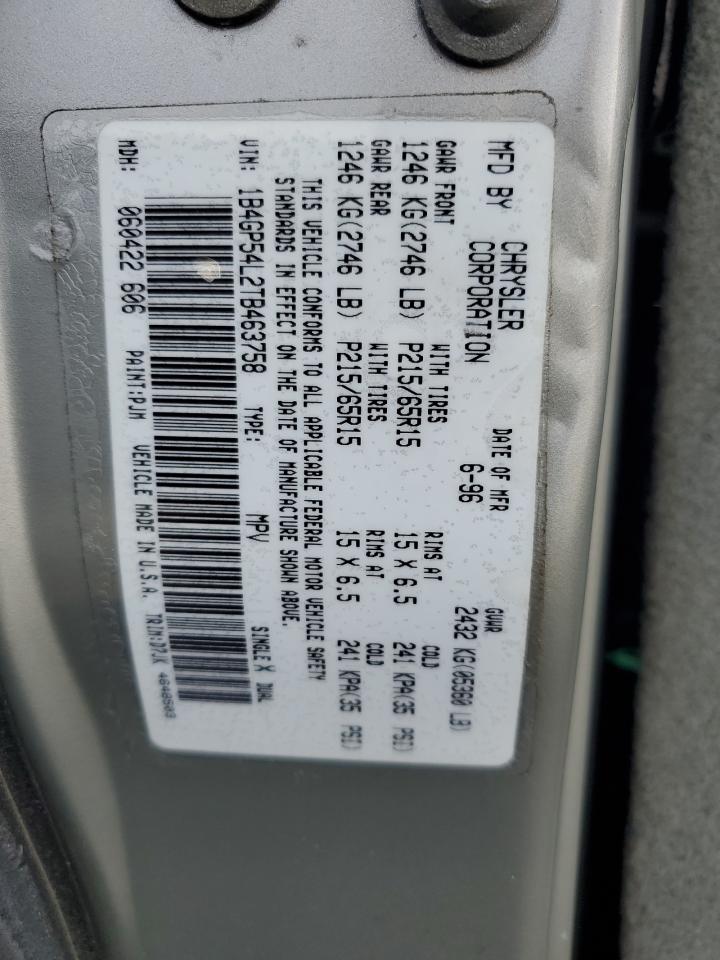 MFD BY CHRYSLER CORPORATION DATE OF MFR 6-96 GVWR 2432 KG(05360 LB)
GAWR FRONT WITH TIRES RIMS AT COLD
1246 KG(2746 LB) P215/65R15 15 X 6.5 241 KPA(35 PSI)
GAWR REAR WITH TIRES RIMS AT COLD
1246 KG(2746 LB) P215/65R15 15 X 6.5 241 KPA(35 PSI)
THIS VEHICLE CONFORMS TO ALL APPLICABLE FEDERAL MOTOR VEHICLE SAFETY
STANDARDS IN EFFECT ON THE DATE OF MANUFACTURE SHOWN ABOVE.
VIN: 1B4GP54L2TB463758 TYPE: MPV SINGLE X DUAL
MDH: 060422 606 PAINT:PJM VEHICLE MADE IN U.S.A. TRIM:D7JK 4648503